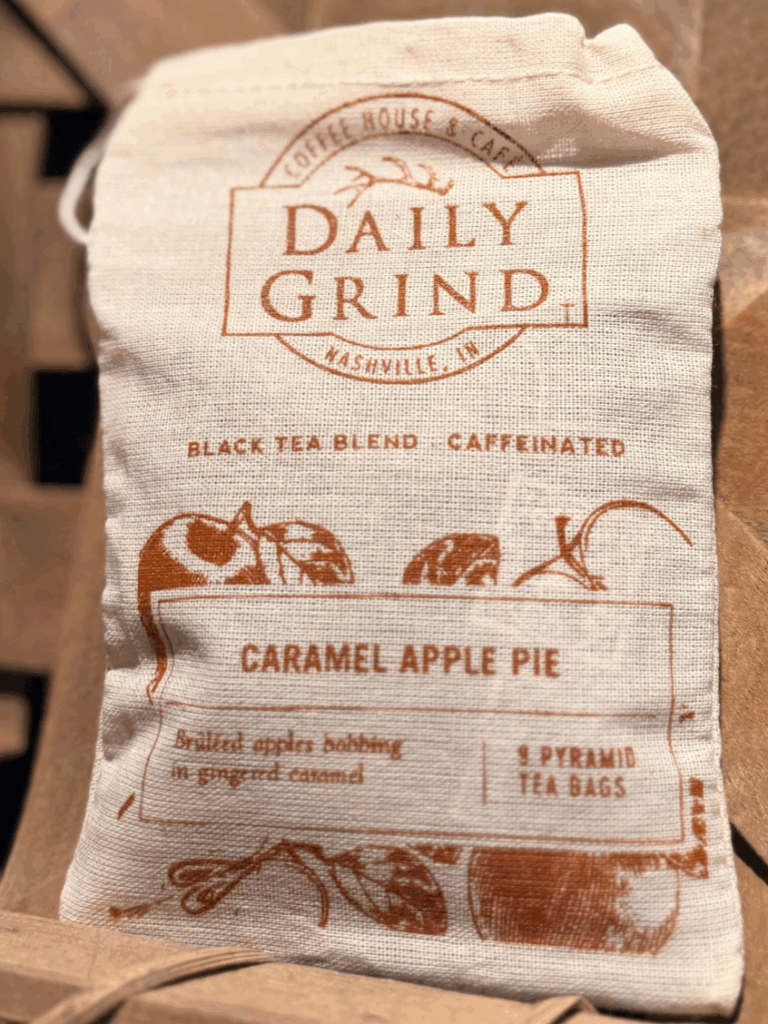 COFFEE HOUSE & CAFÉ
DAILY
GRIND
NASHVILLE, IN
BLACK TEA BLEND · CAFFEINATED
CARAMEL APPLE PIE
Brûléed apples bobbing
in gingered caramel
9 PYRAMID
TEA BAGS